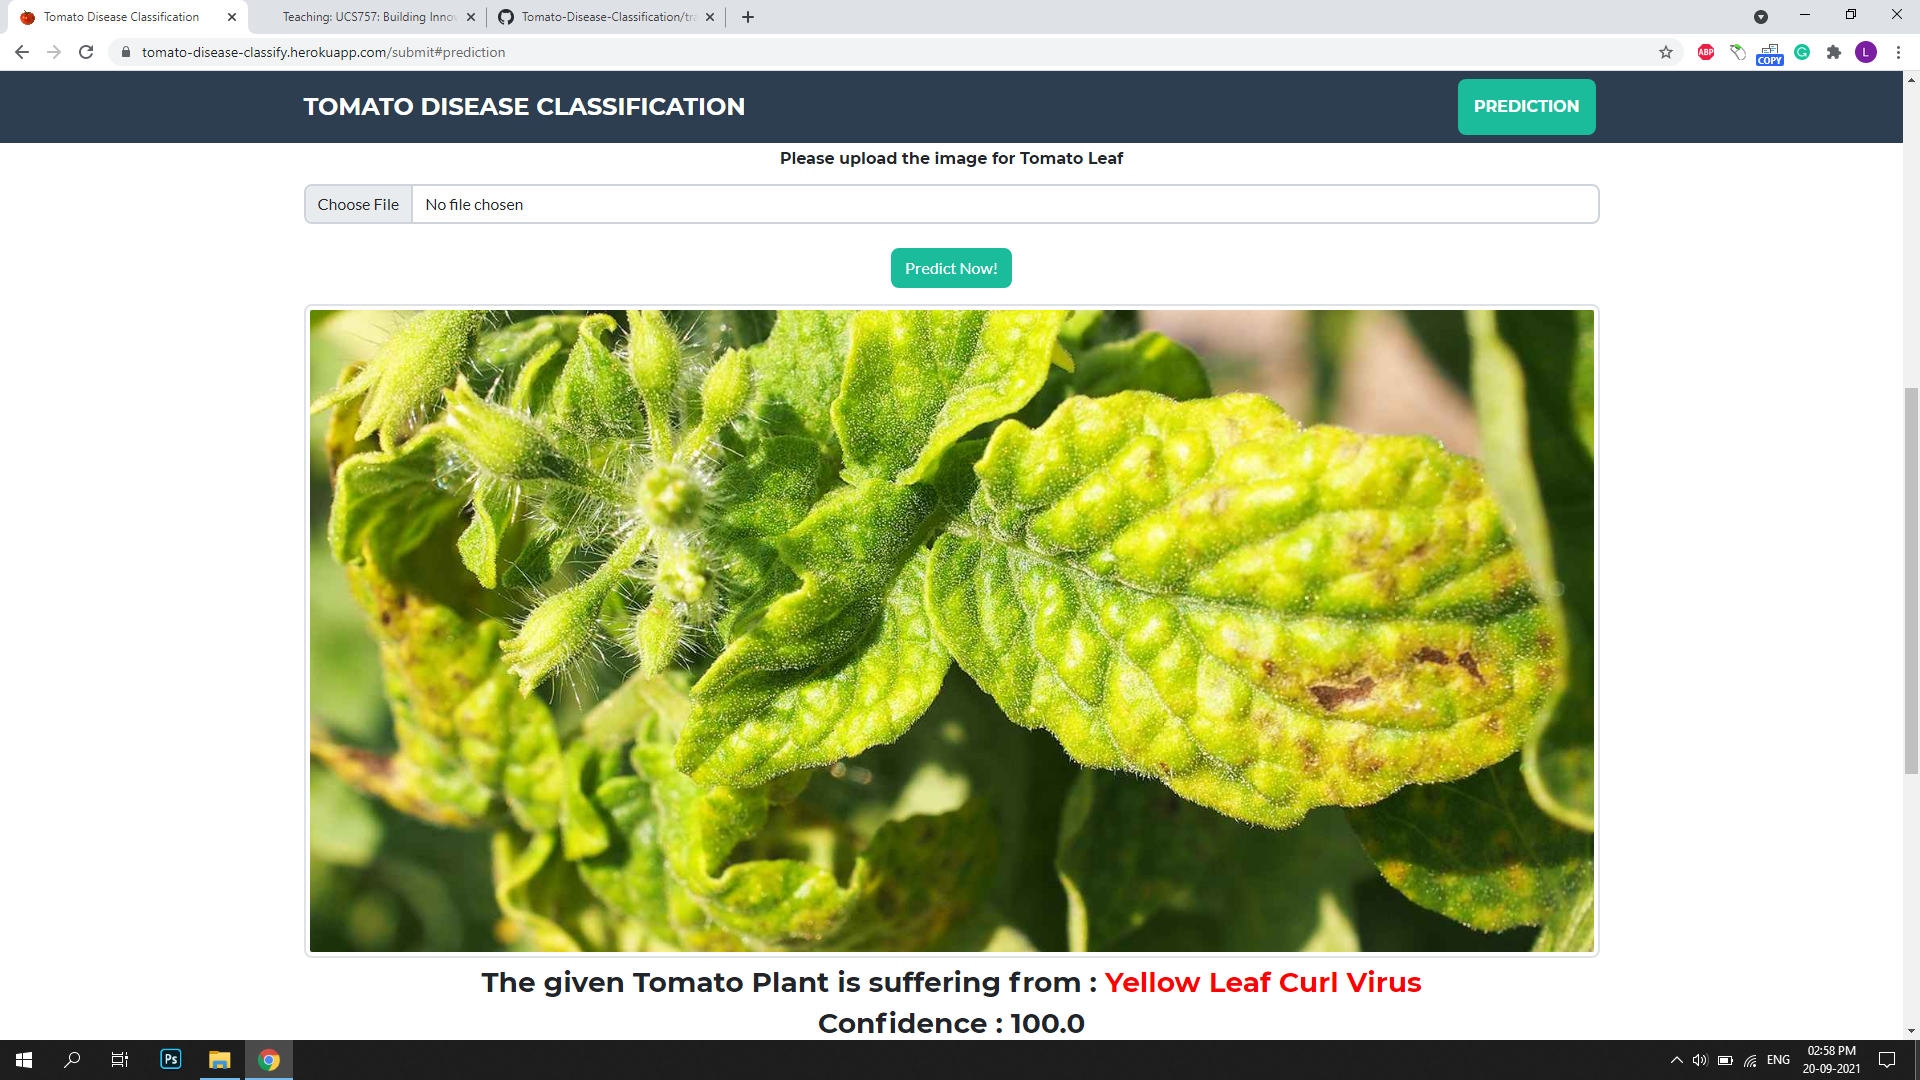 Tomato Disease Classification
Teaching: UCS757: Building Inno
Tomato-Disease-Classification/tra
tomato-disease-classify.herokuapp.com/submit#prediction
ABP
COPY
G
L
TOMATO DISEASE CLASSIFICATION
PREDICTION
Please upload the image for Tomato Leaf
Choose File
No file chosen
Predict Now!
The given Tomato Plant is suffering from : Yellow Leaf Curl Virus
Confidence : 100.0
Ps
ENG
02:58 PM
20-09-2021